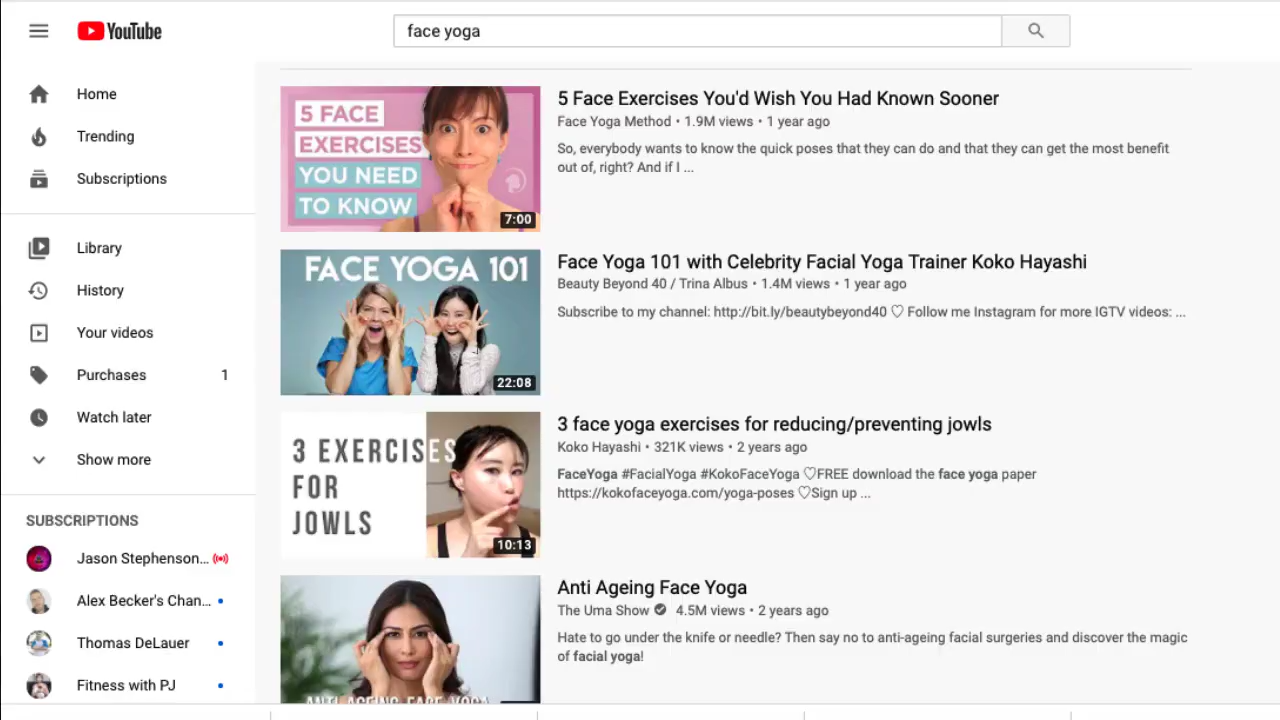 YouTube
face yoga
Home
Trending
Subscriptions
Library
History
Your videos
Purchases 1
Watch later
Show more
SUBSCRIPTIONS
Jason Stephenson...
Alex Becker's Chan...
Thomas DeLauer
Fitness with PJ
5 FACE
EXERCISES
YOU NEED
TO KNOW
7:00
5 Face Exercises You'd Wish You Had Known Sooner
Face Yoga Method • 1.9M views • 1 year ago
So, everybody wants to know the quick poses that they can do and that they can get the most benefit
out of, right? And if I ...
FACE YOGA 101
22:08
Face Yoga 101 with Celebrity Facial Yoga Trainer Koko Hayashi
Beauty Beyond 40 / Trina Albus • 1.4M views • 1 year ago
Subscribe to my channel: http://bit.ly/beautybeyond40 ♡ Follow me Instagram for more IGTV videos: ...
3 EXERCISES
FOR
JOWLS
10:13
3 face yoga exercises for reducing/preventing jowls
Koko Hayashi • 321K views • 2 years ago
FaceYoga #FacialYoga #KokoFaceYoga ♡FREE download the face yoga paper
https://kokofaceyoga.com/yoga-poses ♡Sign up ...
ANTI AGEING FACE YOGA
Anti Ageing Face Yoga
The Uma Show 4.5M views • 2 years ago
Hate to go under the knife or needle? Then say no to anti-ageing facial surgeries and discover the magic
of facial yoga!